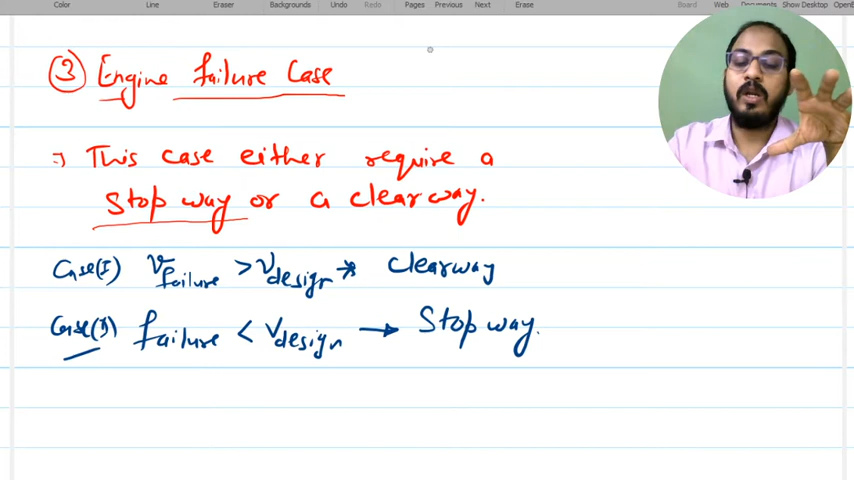 Color Line Eraser Backgrounds Undo Redo Pages Previous Next Erase Board Web Documents Show Desktop
③ Engine failure Case
⇒ This case either require a
Stop way or a clearway.
Case(I) Vfailure > Vdesign → clearway
Case(II) failure < Vdesign → Stop way.